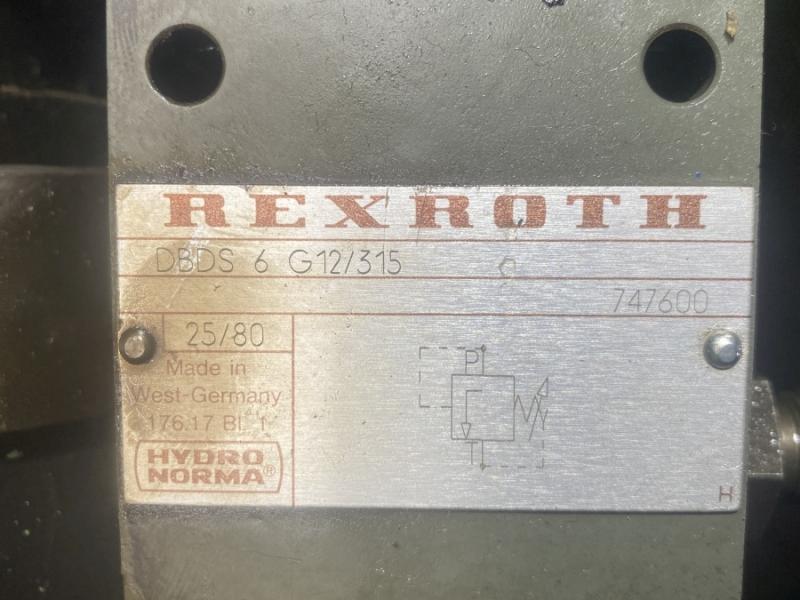 REXROTH
DBDS 6 G12/315
747600
25/80
Made in
West-Germany
176.17 Bl. 1
HYDRO
NORMA®
P
T
H